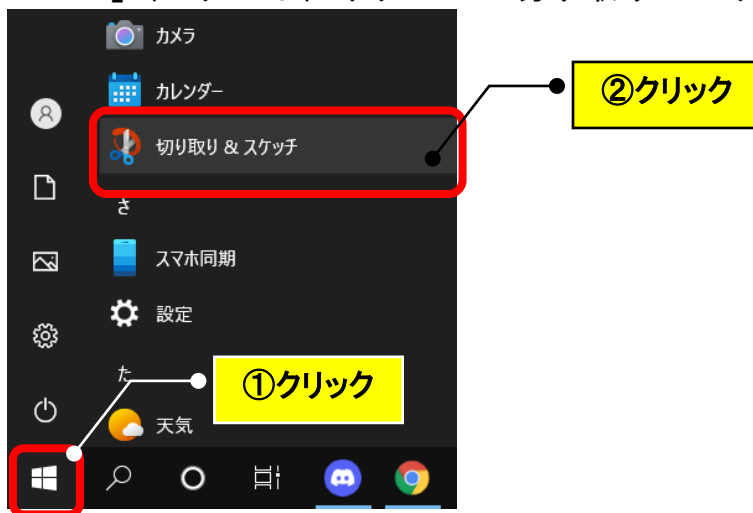 カメラ
カレンダー
②クリック
切り取り & スケッチ
さ
スマホ同期
設定
た
①クリック
天気